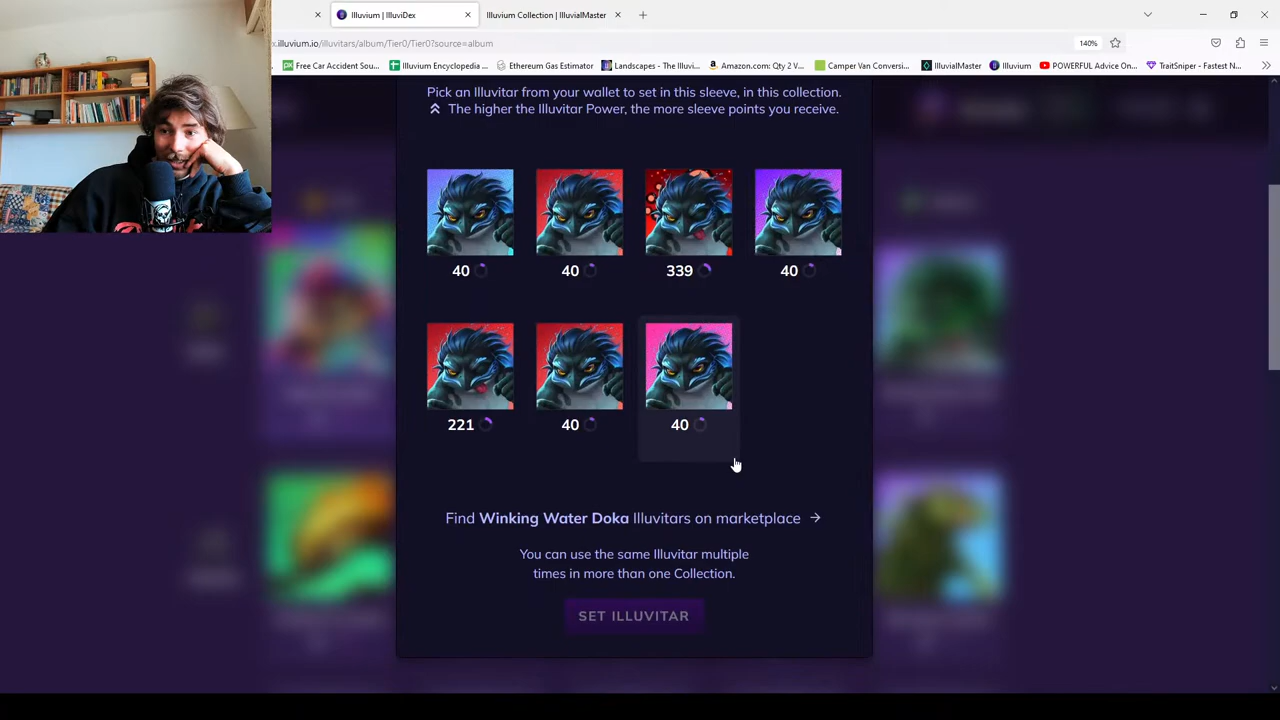 Illuvium | IlluviDex
Illuvium Collection | IlluvialMaster
x.illuvium.io/illuvitars/album/Tier0/Tier0?source=album
140%
Free Car Accident Sou...
Illuvium Encyclopedia ...
Ethereum Gas Estimator
Landscapes - The Illuvi...
Amazon.com: Qty 2 V...
Camper Van Conversi...
IlluvialMaster
Illuvium
POWERFUL Advice On...
TraitSniper - Fastest N...
Pick an Illuvitar from your wallet to set in this sleeve, in this collection.
The higher the Illuvitar Power, the more sleeve points you receive.
40
40
339
40
221
40
40
Find Winking Water Doka Illuvitars on marketplace
You can use the same Illuvitar multiple
times in more than one Collection.
SET ILLUVITAR